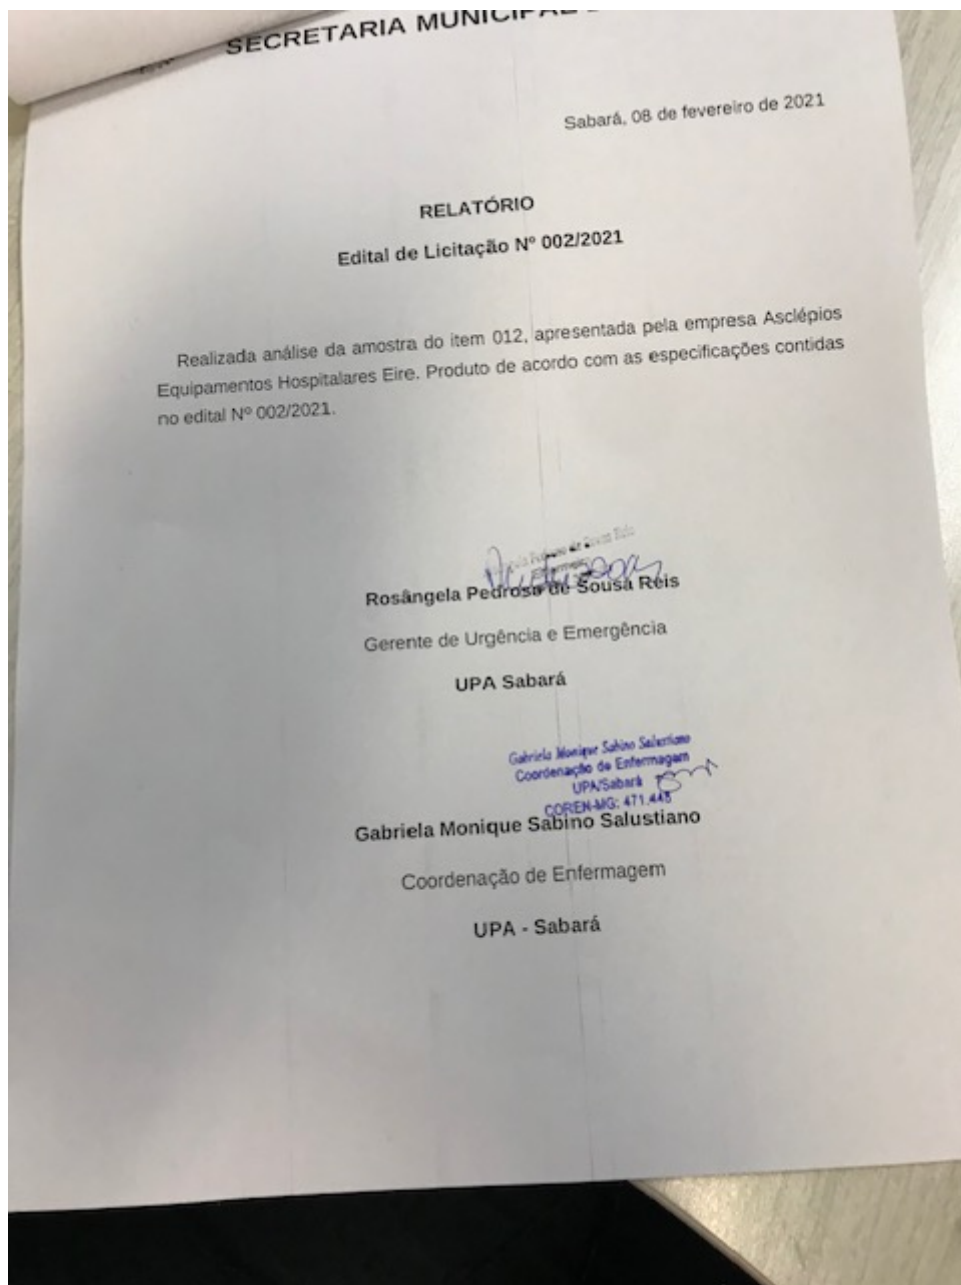 SECRETARIA MUNICIPAL
Sabará, 08 de fevereiro de 2021
RELATÓRIO
Edital de Licitação Nº 002/2021
Realizada análise da amostra do item 012, apresentada pela empresa Asclépios
Equipamentos Hospitalares Eire. Produto de acordo com as especificações contidas
no edital Nº 002/2021.
Rosângela Pedrosa de Sousa Reis
Gerente de Urgência e Emergência
UPA Sabará
Gabriela Monique Sabino Salustiano
Coordenação de Enfermagem
UPA/Sabará
COREN-MG: 471.445
Gabriela Monique Sabino Salustiano
Coordenação de Enfermagem
UPA - Sabará